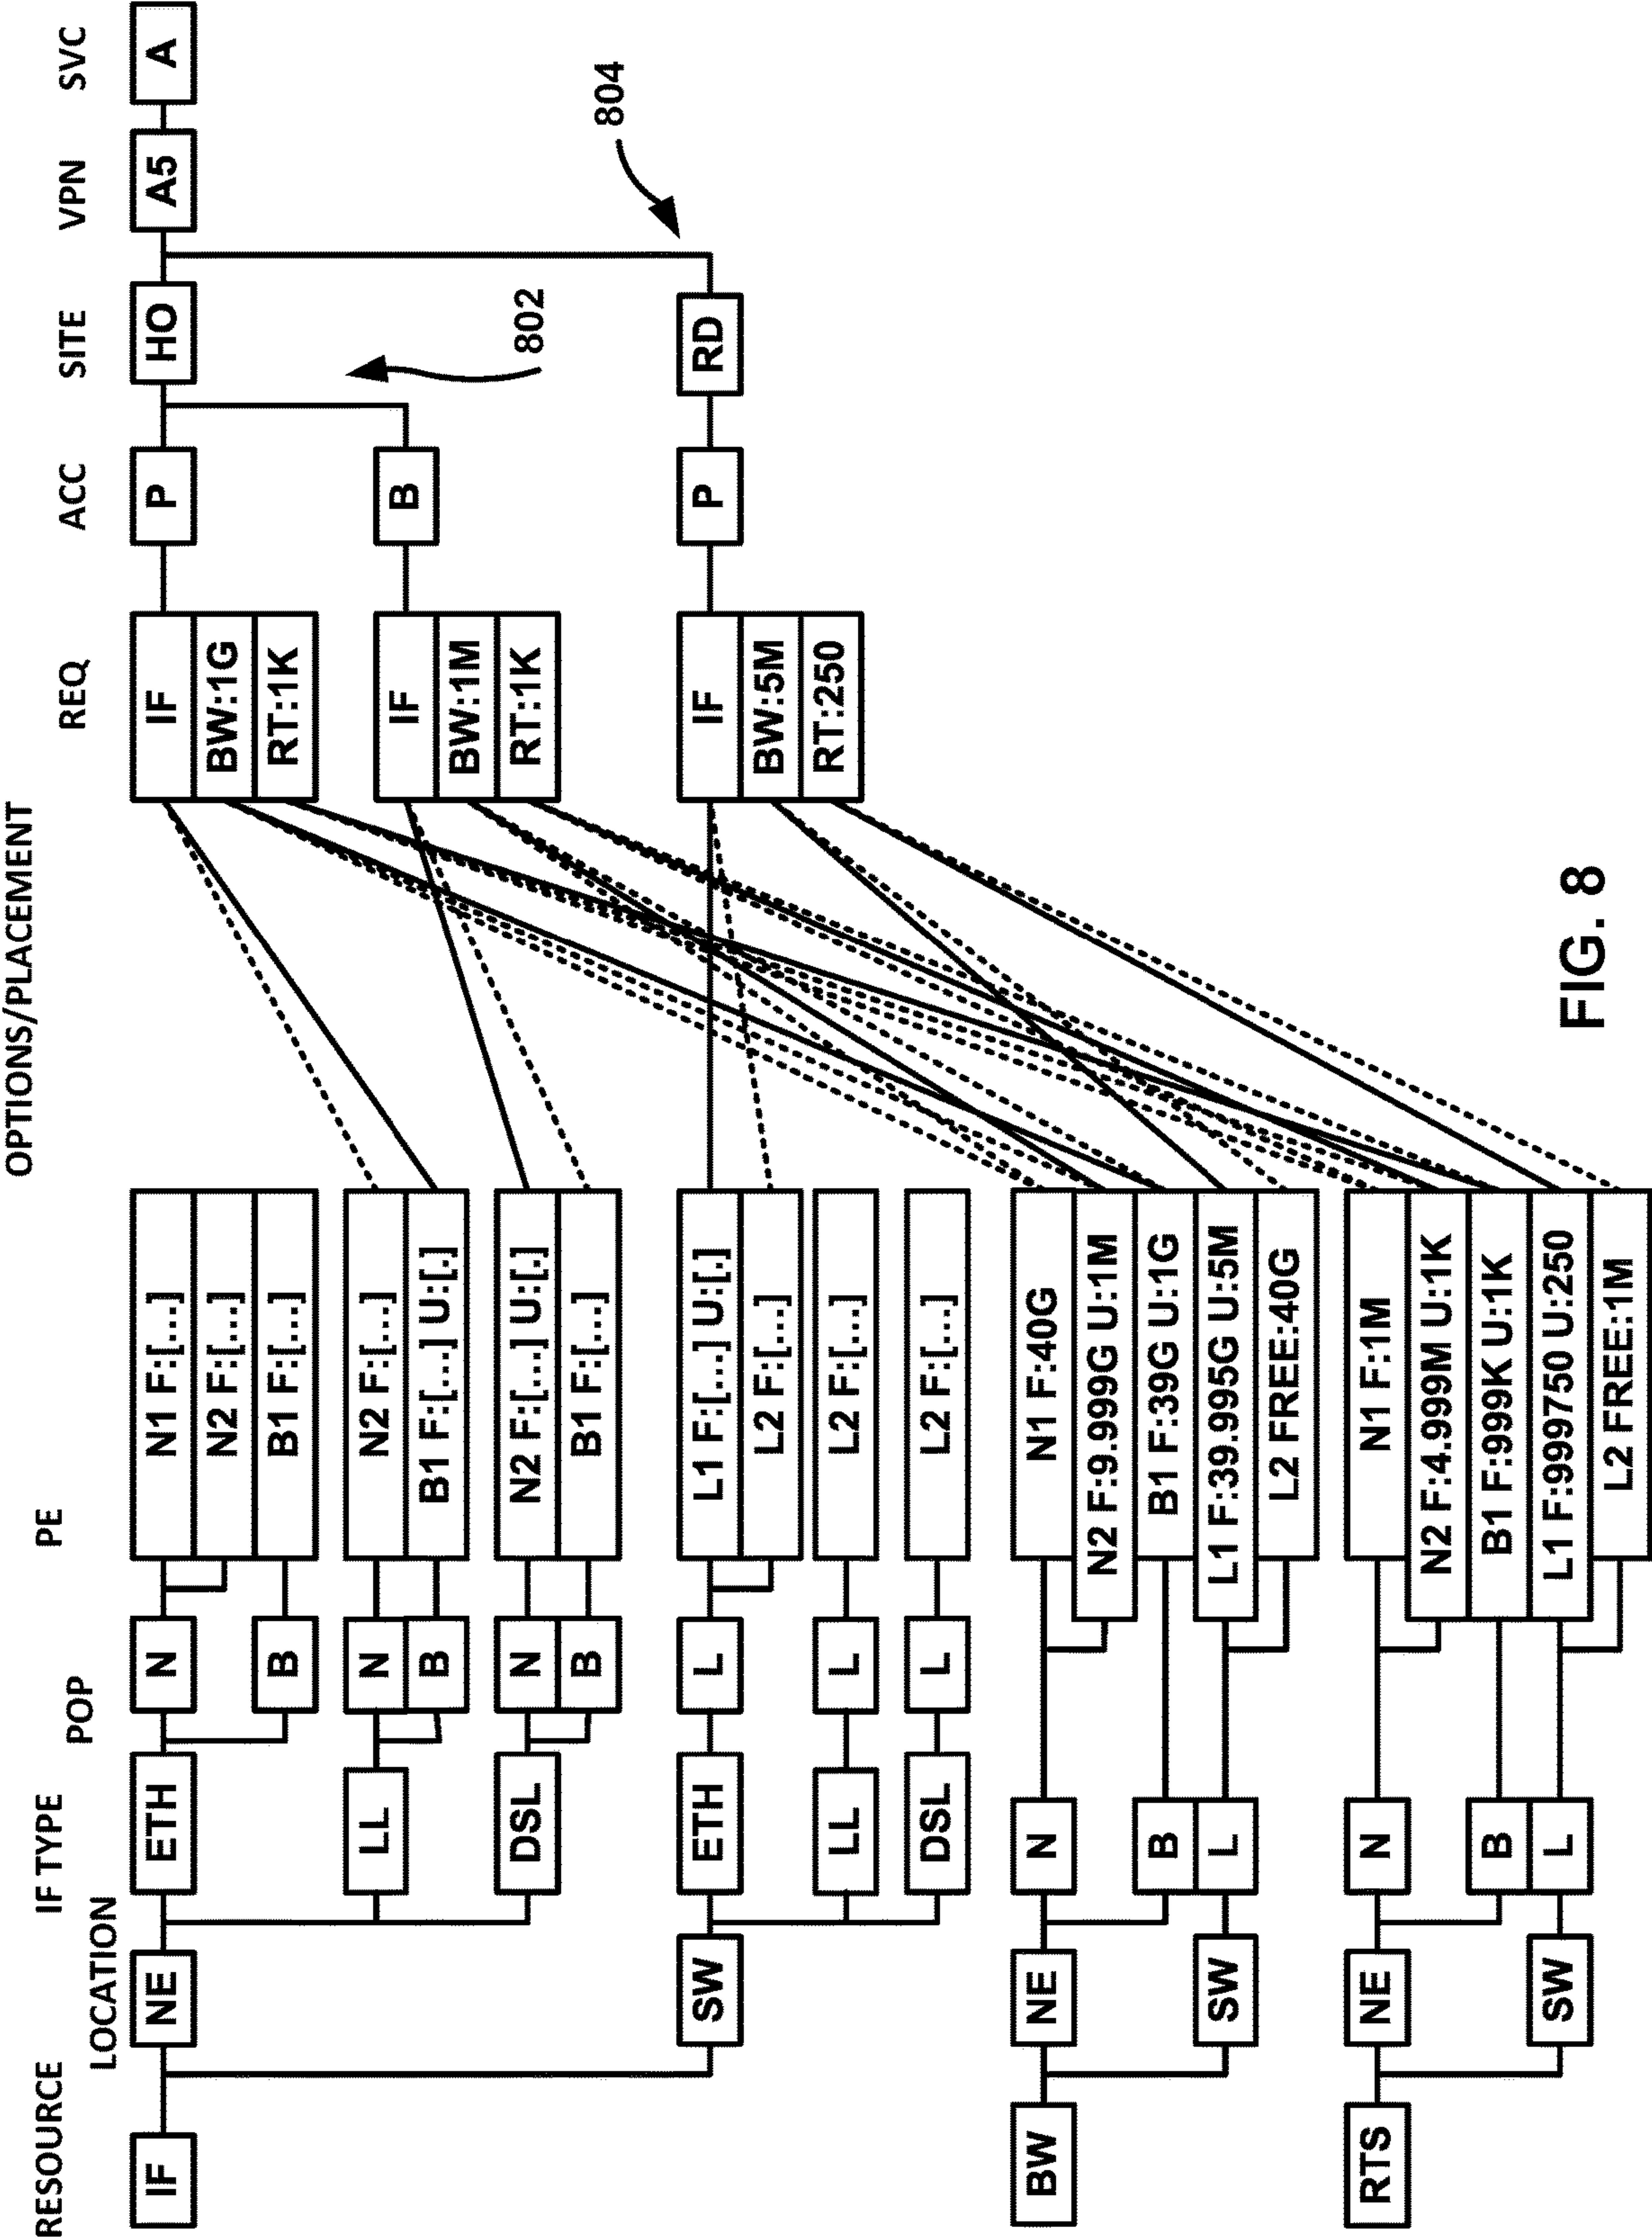 RESOURCE LOCATION IF TYPE POP PE OPTIONS/PLACEMENT REQ ACC SITE VPN SVC
IF NE ETH N N1 F:[...] IF P HO A5 A
N2 F:[...] BW:1G
B B1 F:[...] RT:1K
LL N N2 F:[...] IF B
B B1 F:[...] U:[.] BW:1M
DSL N N2 F:[...] U:[.] RT:1K
B B1 F:[...]
802
804
SW ETH L L1 F:[...] U:[.] IF P RD
L2 F:[...] BW:5M
LL L L2 F:[...] RT:250
DSL L L2 F:[...]
BW NE N N1 F:40G
N2 F:9.999G U:1M
B B1 F:39G U:1G
SW L L1 F:39.995G U:5M
L2 FREE:40G
RTS NE N N1 F:1M
N2 F:4.999M U:1K
B B1 F:999K U:1K
SW L L1 F:999750 U:250
L2 FREE:1M
FIG. 8